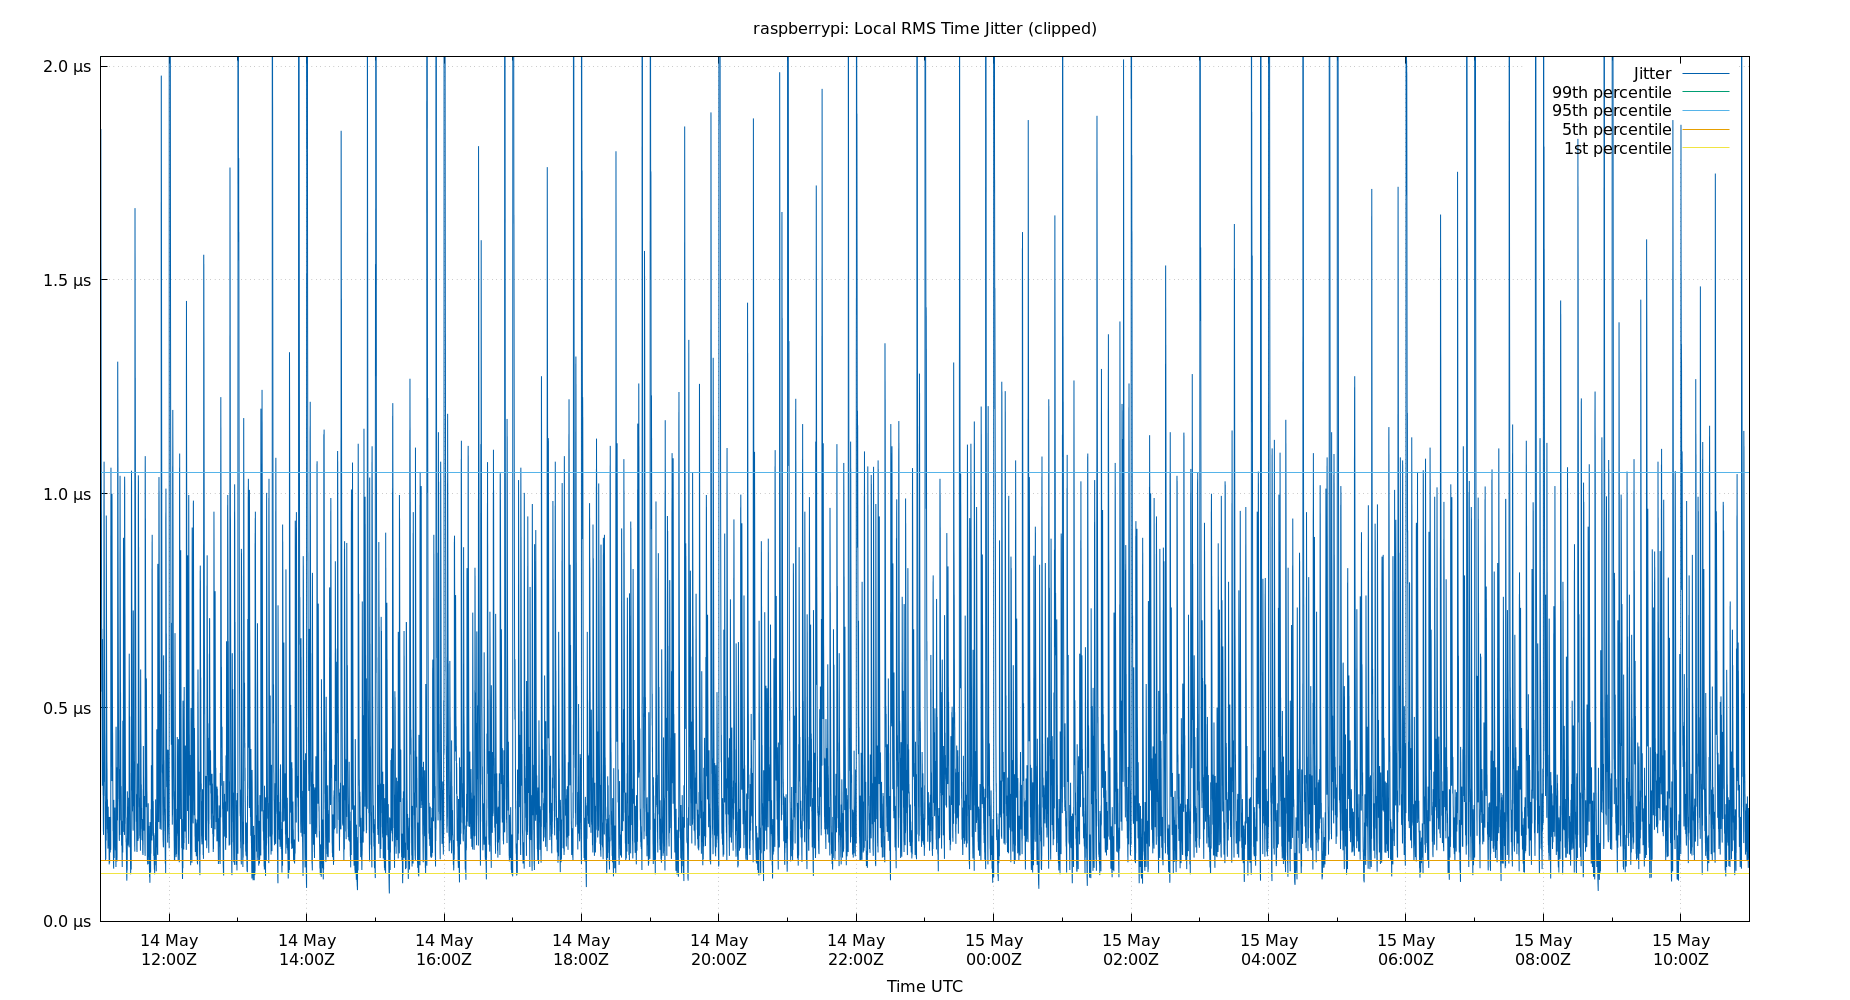 raspberrypi: Local RMS Time Jitter (clipped)
2.0 µs
1.5 µs
1.0 µs
0.5 µs
0.0 µs
Jitter
99th percentile
95th percentile
5th percentile
1st percentile
14 May 14 May 14 May 14 May 14 May 14 May 15 May 15 May 15 May 15 May 15 May 15 May
12:00Z 14:00Z 16:00Z 18:00Z 20:00Z 22:00Z 00:00Z 02:00Z 04:00Z 06:00Z 08:00Z 10:00Z
Time UTC